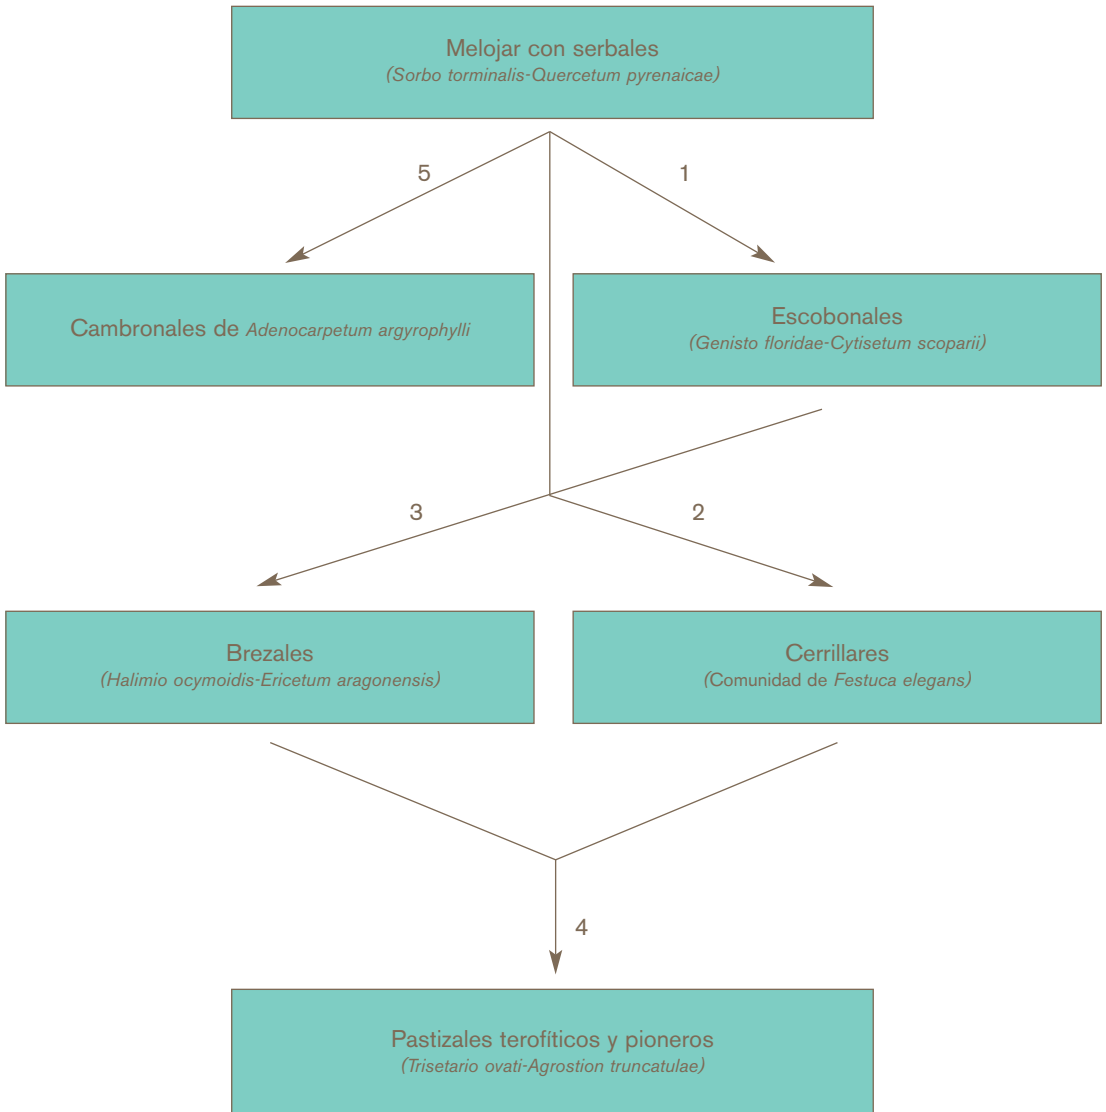 Melojar con serbales
(Sorbo torminalis-Quercetum pyrenaicae)
5
1
Cambronales de Adenocarpetum argyrophylli
Escobonales
(Genisto floridae-Cytisetum scoparii)
3
2
Brezales
(Halimio ocymoidis-Ericetum aragonensis)
Cerrillares
(Comunidad de Festuca elegans)
4
Pastizales terofíticos y pioneros
(Trisetario ovati-Agrostion truncatulae)